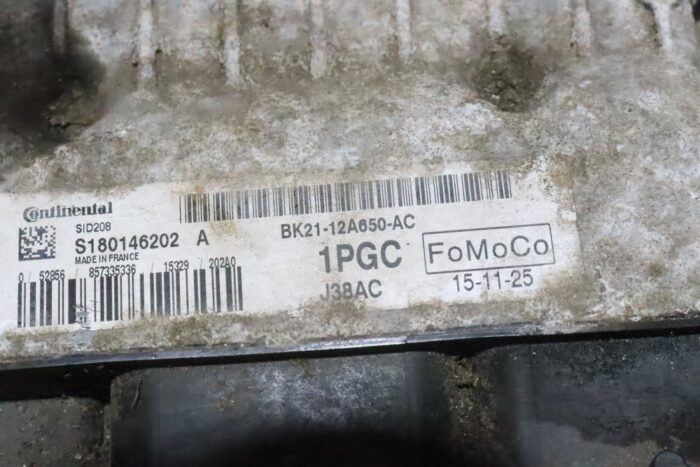 Continental
SID208
S180146202 A
MADE IN FRANCE
0 52856 857335336 15329 202A0
BK21-12A650-AC
1PGC
J38AC
FoMoCo
15-11-25